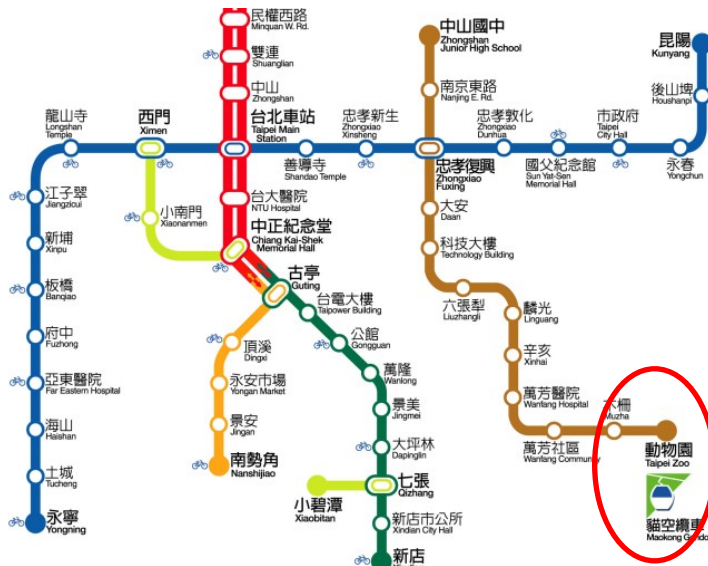 民權西路
Minquan W. Rd.
雙連
Shuanglian
中山
Zhongshan
中山國中
Zhongshan
Junior High School
昆陽
Kunyang
南京東路
Nanjing E. Rd.
後山埤
Houshanpi
龍山寺
Longshan
Temple
西門
Ximen
台北車站
Taipei Main
Station
忠孝新生
Zhongxiao
Xinsheng
忠孝敦化
Zhongxiao
Dunhua
市政府
Taipei
City Hall
善導寺
Shandao Temple
忠孝復興
Zhongxiao
Fuxing
國父紀念館
Sun Yat-Sen
Memorial Hall
永春
Yongchun
江子翠
Jiangzicui
小南門
Xiaonanmen
台大醫院
NTU Hospital
大安
Daan
新埔
Xinpu
中正紀念堂
Chiang Kai-Shek
Memorial Hall
科技大樓
Technology Building
板橋
Banqiao
古亭
Guting
台電大樓
Taipower Building
六張犁
Liuzhangli
麟光
Linguang
府中
Fuzhong
頂溪
Dingxi
公館
Gongguan
辛亥
Xinhai
亞東醫院
Far Eastern Hospital
永安市場
Yongan Market
萬隆
Wanlong
萬芳醫院
Wanfang Hospital
木柵
Muzha
海山
Haishan
景安
Jingan
景美
Jingmei
萬芳社區
Wanfang Community
動物園
Taipei Zoo
土城
Tucheng
南勢角
Nanshijiao
大坪林
Dapinglin
七張
Qizhang
小碧潭
Xiaobitan
貓空纜車
Maokong Gondo
永寧
Yongning
新店市公所
Xindian City Hall
新店